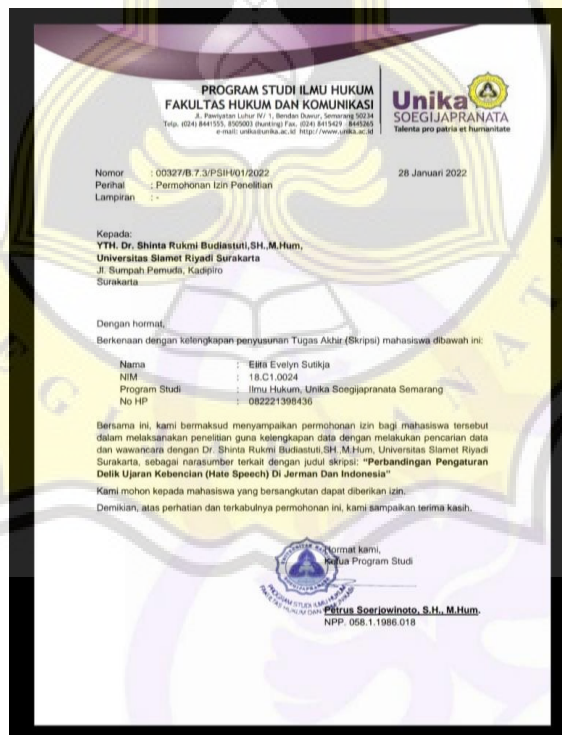 PROGRAM STUDI ILMU HUKUM
FAKULTAS HUKUM DAN KOMUNIKASI
Jl. Pawiyatan Luhur IV/ 1, Bendan Duwur, Semarang 50234
Telp. (024) 8441555, 8505003 (hunting) Fax. (024) 8415429 - 8445265
e-mail: unika@unika.ac.id http://www.unika.ac.id
Unika
SOEGIJAPRANATA
Talenta pro patria et humanitate
Nomor : 00327/B.7.3/PSIH/01/2022 28 Januari 2022
Perihal : Permohonan Izin Penelitian
Lampiran : -
Kepada:
YTH. Dr. Shinta Rukmi Budiastuti,SH.,M.Hum,
Universitas Slamet Riyadi Surakarta
Jl. Sumpah Pemuda, Kadipiro
Surakarta
Dengan hormat,
Berkenaan dengan kelengkapan penyusunan Tugas Akhir (Skripsi) mahasiswa dibawah ini:
Nama : Elita Evelyn Sutikja
NIM : 18.C1.0024
Program Studi : Ilmu Hukum, Unika Soegijapranata Semarang
No HP : 082221398436
Bersama ini, kami bermaksud menyampaikan permohonan izin bagi mahasiswa tersebut
dalam melaksanakan penelitian guna kelengkapan data dengan melakukan pencarian data
dan wawancara dengan Dr. Shinta Rukmi Budiastuti,SH.,M.Hum, Universitas Slamet Riyadi
Surakarta, sebagai narasumber terkait dengan judul skripsi: "Perbandingan Pengaturan
Delik Ujaran Kebencian (Hate Speech) Di Jerman Dan Indonesia"
Kami mohon kepada mahasiswa yang bersangkutan dapat diberikan izin.
Demikian, atas perhatian dan terkabulnya permohonan ini, kami sampaikan terima kasih.
Hormat kami,
Ketua Program Studi
PROGRAM STUDI ILMU HUKUM
FAKULTAS HUKUM DAN KOMUNIKASI
Petrus Soerjowinoto, S.H., M.Hum.
NPP. 058.1.1986.018